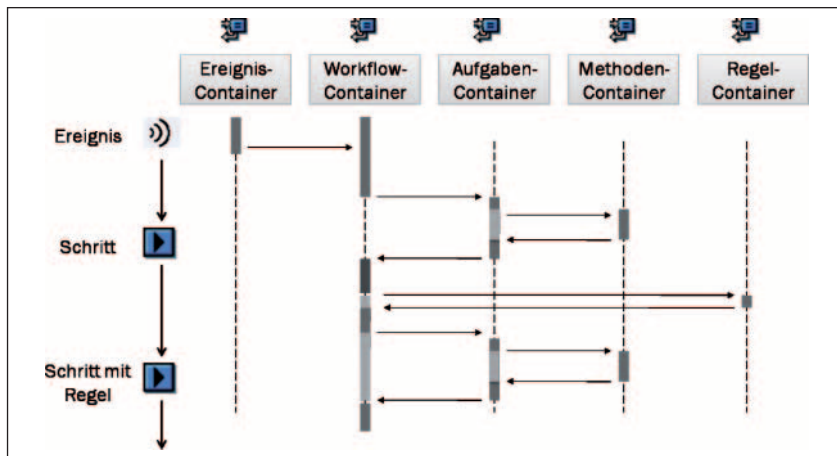 Ereignis-
Container
Workflow-
Container
Aufgaben-
Container
Methoden-
Container
Regel-
Container
Ereignis
Schritt
Schritt mit
Regel